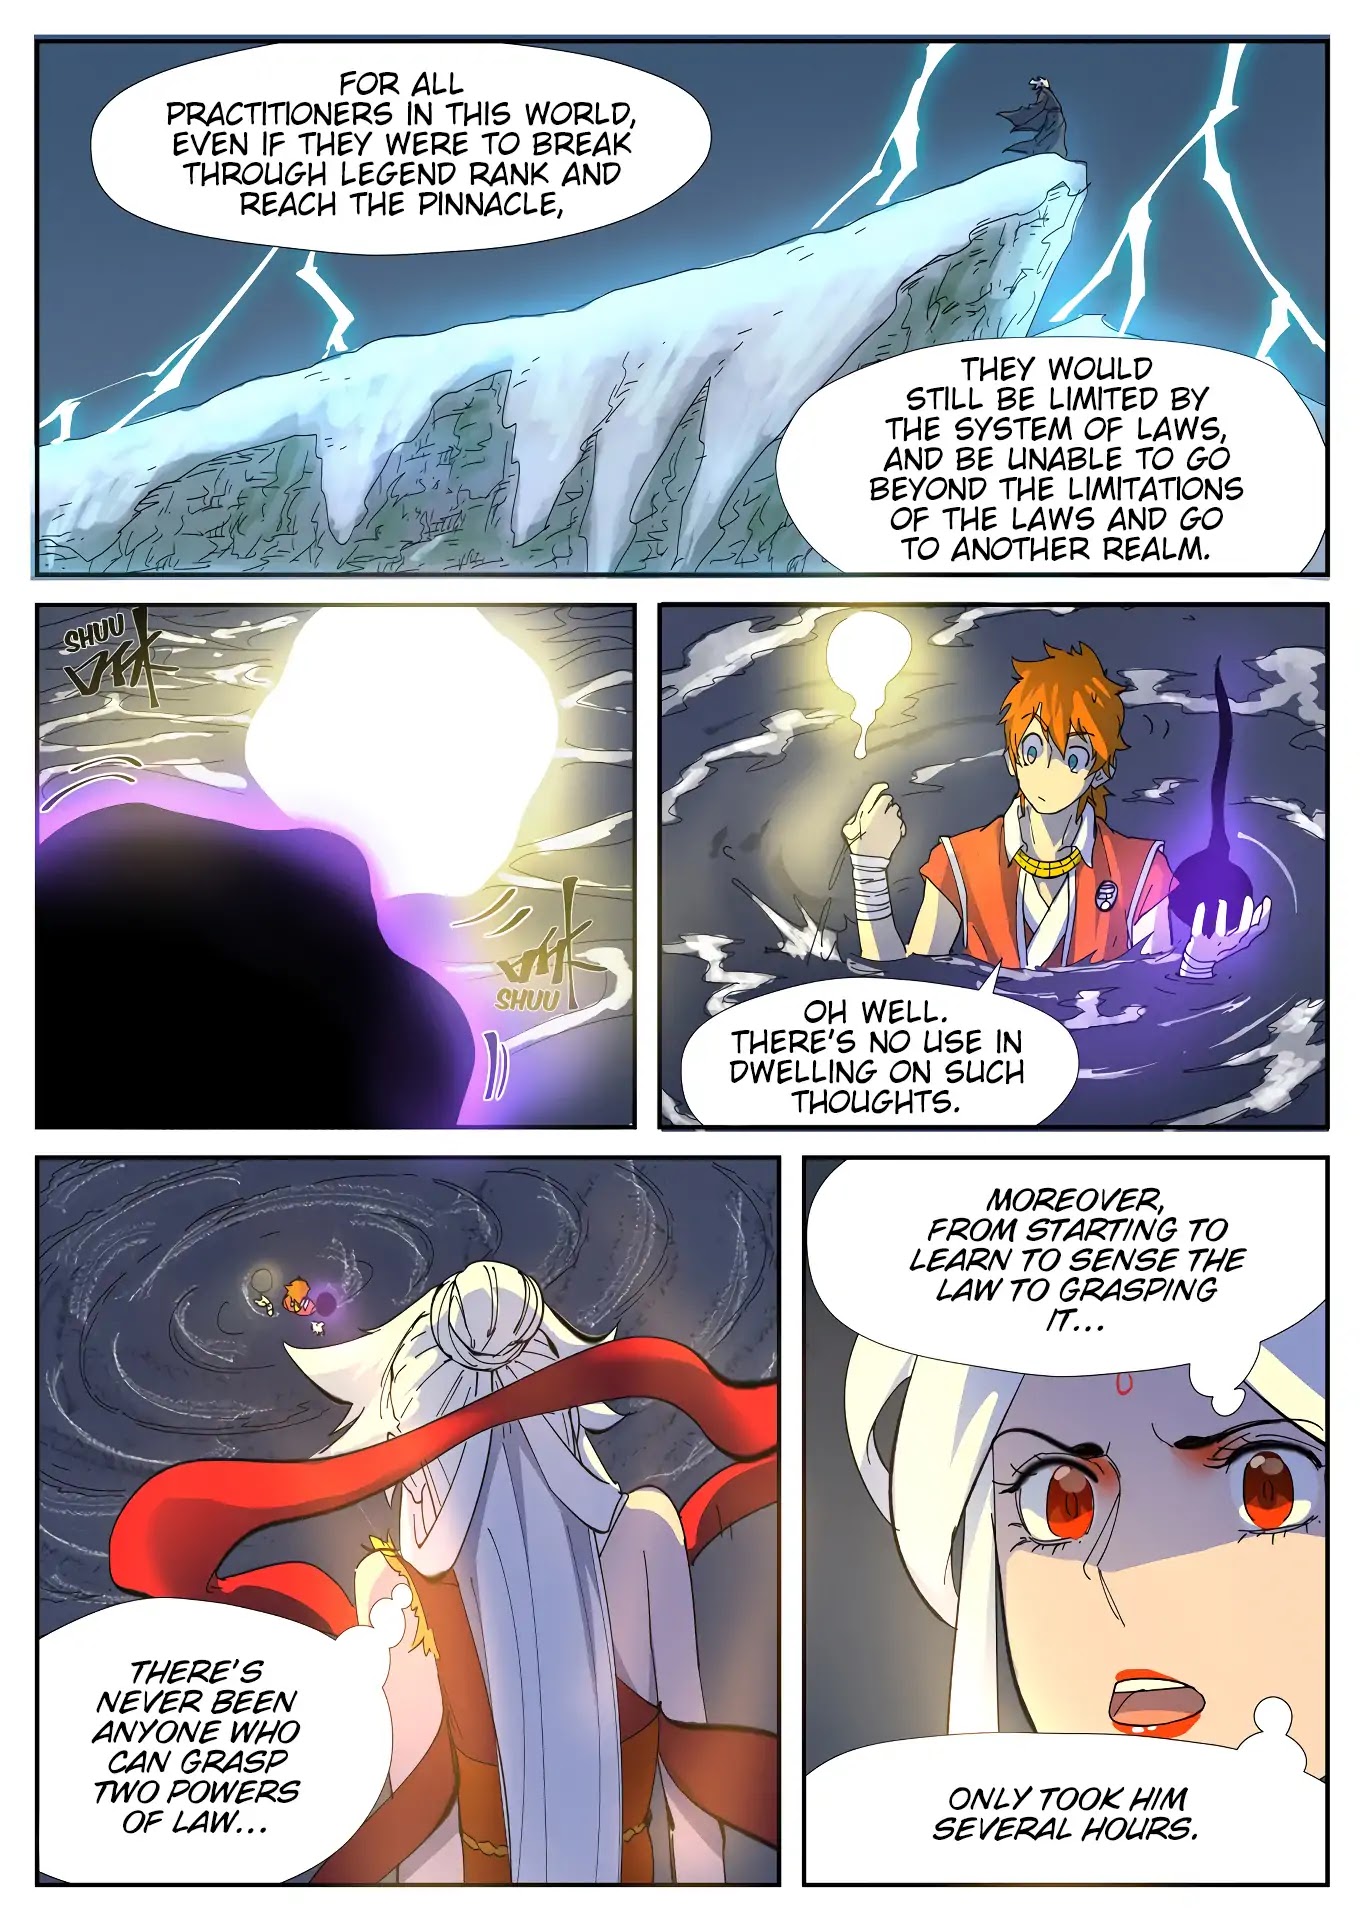 FOR ALL
PRACTITIONERS IN THIS WORLD,
EVEN IF THEY WERE TO BREAK
THROUGH LEGEND RANK AND
REACH THE PINNACLE,
THEY WOULD
STILL BE LIMITED BY
THE SYSTEM OF LAWS,
AND BE UNABLE TO GO
BEYOND THE LIMITATIONS
OF THE LAWS AND GO
TO ANOTHER REALM.
SHUU
SHUU
OH WELL.
THERE'S NO USE IN
DWELLING ON SUCH
THOUGHTS.
THERE'S
NEVER BEEN
ANYONE WHO
CAN GRASP
TWO POWERS
OF LAW...
MOREOVER,
FROM STARTING TO
LEARN TO SENSE THE
LAW TO GRASPING
IT...
ONLY TOOK HIM
SEVERAL HOURS.